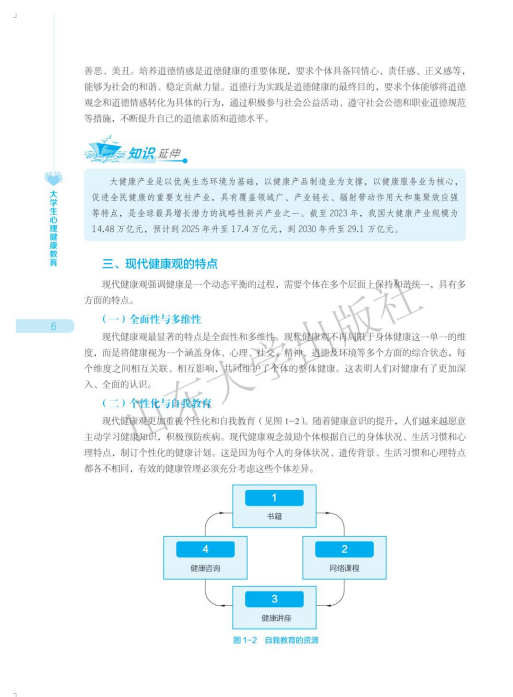 善恶、美丑。培养道德情感是道德健康的重要体现，要求个体具备同情心、责任感、正义感等，
能够为社会的和谐、稳定贡献力量。道德行为实践是道德健康的最终目的，要求个体能够将道德
观念和道德情感转化为具体的行为，通过积极参与社会公益活动、遵守社会公德和职业道德规范
等措施，不断提升自己的道德素质和道德水平。
知识 延伸
大健康产业是以优美生态环境为基础，以健康产品制造业为支撑，以健康服务业为核心，
促进全民健康的重要支柱产业，具有覆盖领域广、产业链长、辐射带动作用大和集聚效应强
等特点，是全球最具增长潜力的战略性新兴产业之一。截至 2023 年，我国大健康产业规模为
14.48 万亿元，预计到 2025 年升至 17.4 万亿元，到 2030 年升至 29.1 万亿元。
大学生心理健康教育
6
三、现代健康观的特点
现代健康观强调健康是一个动态平衡的过程，需要个体在多个层面上保持和谐统一，具有多
方面的特点。
（一）全面性与多维性
现代健康观最显著的特点是全面性和多维性。现代健康观不再局限于身体健康这一单一的维
度，而是将健康视为一个涵盖身体、心理、社交、精神、道德及环境等多个方面的综合状态，每
个维度之间相互关联、相互影响，共同维护了个体的整体健康。这表明人们对健康有了更加深
入、全面的认识。
（二）个性化与自我教育
现代健康观更加重视个性化和自我教育（见图 1-2）。随着健康意识的提升，人们越来越愿意
主动学习健康知识，积极预防疾病。现代健康观念鼓励个体根据自己的身体状况、生活习惯和心
理特点，制订个性化的健康计划。这是因为每个人的身体状况、遗传背景、生活习惯和心理特点
都各不相同，有效的健康管理必须充分考虑这些个体差异。
1
书籍
4
健康咨询
2
网络课程
3
健康讲座
图 1-2 自我教育的资源
山东大学出版社